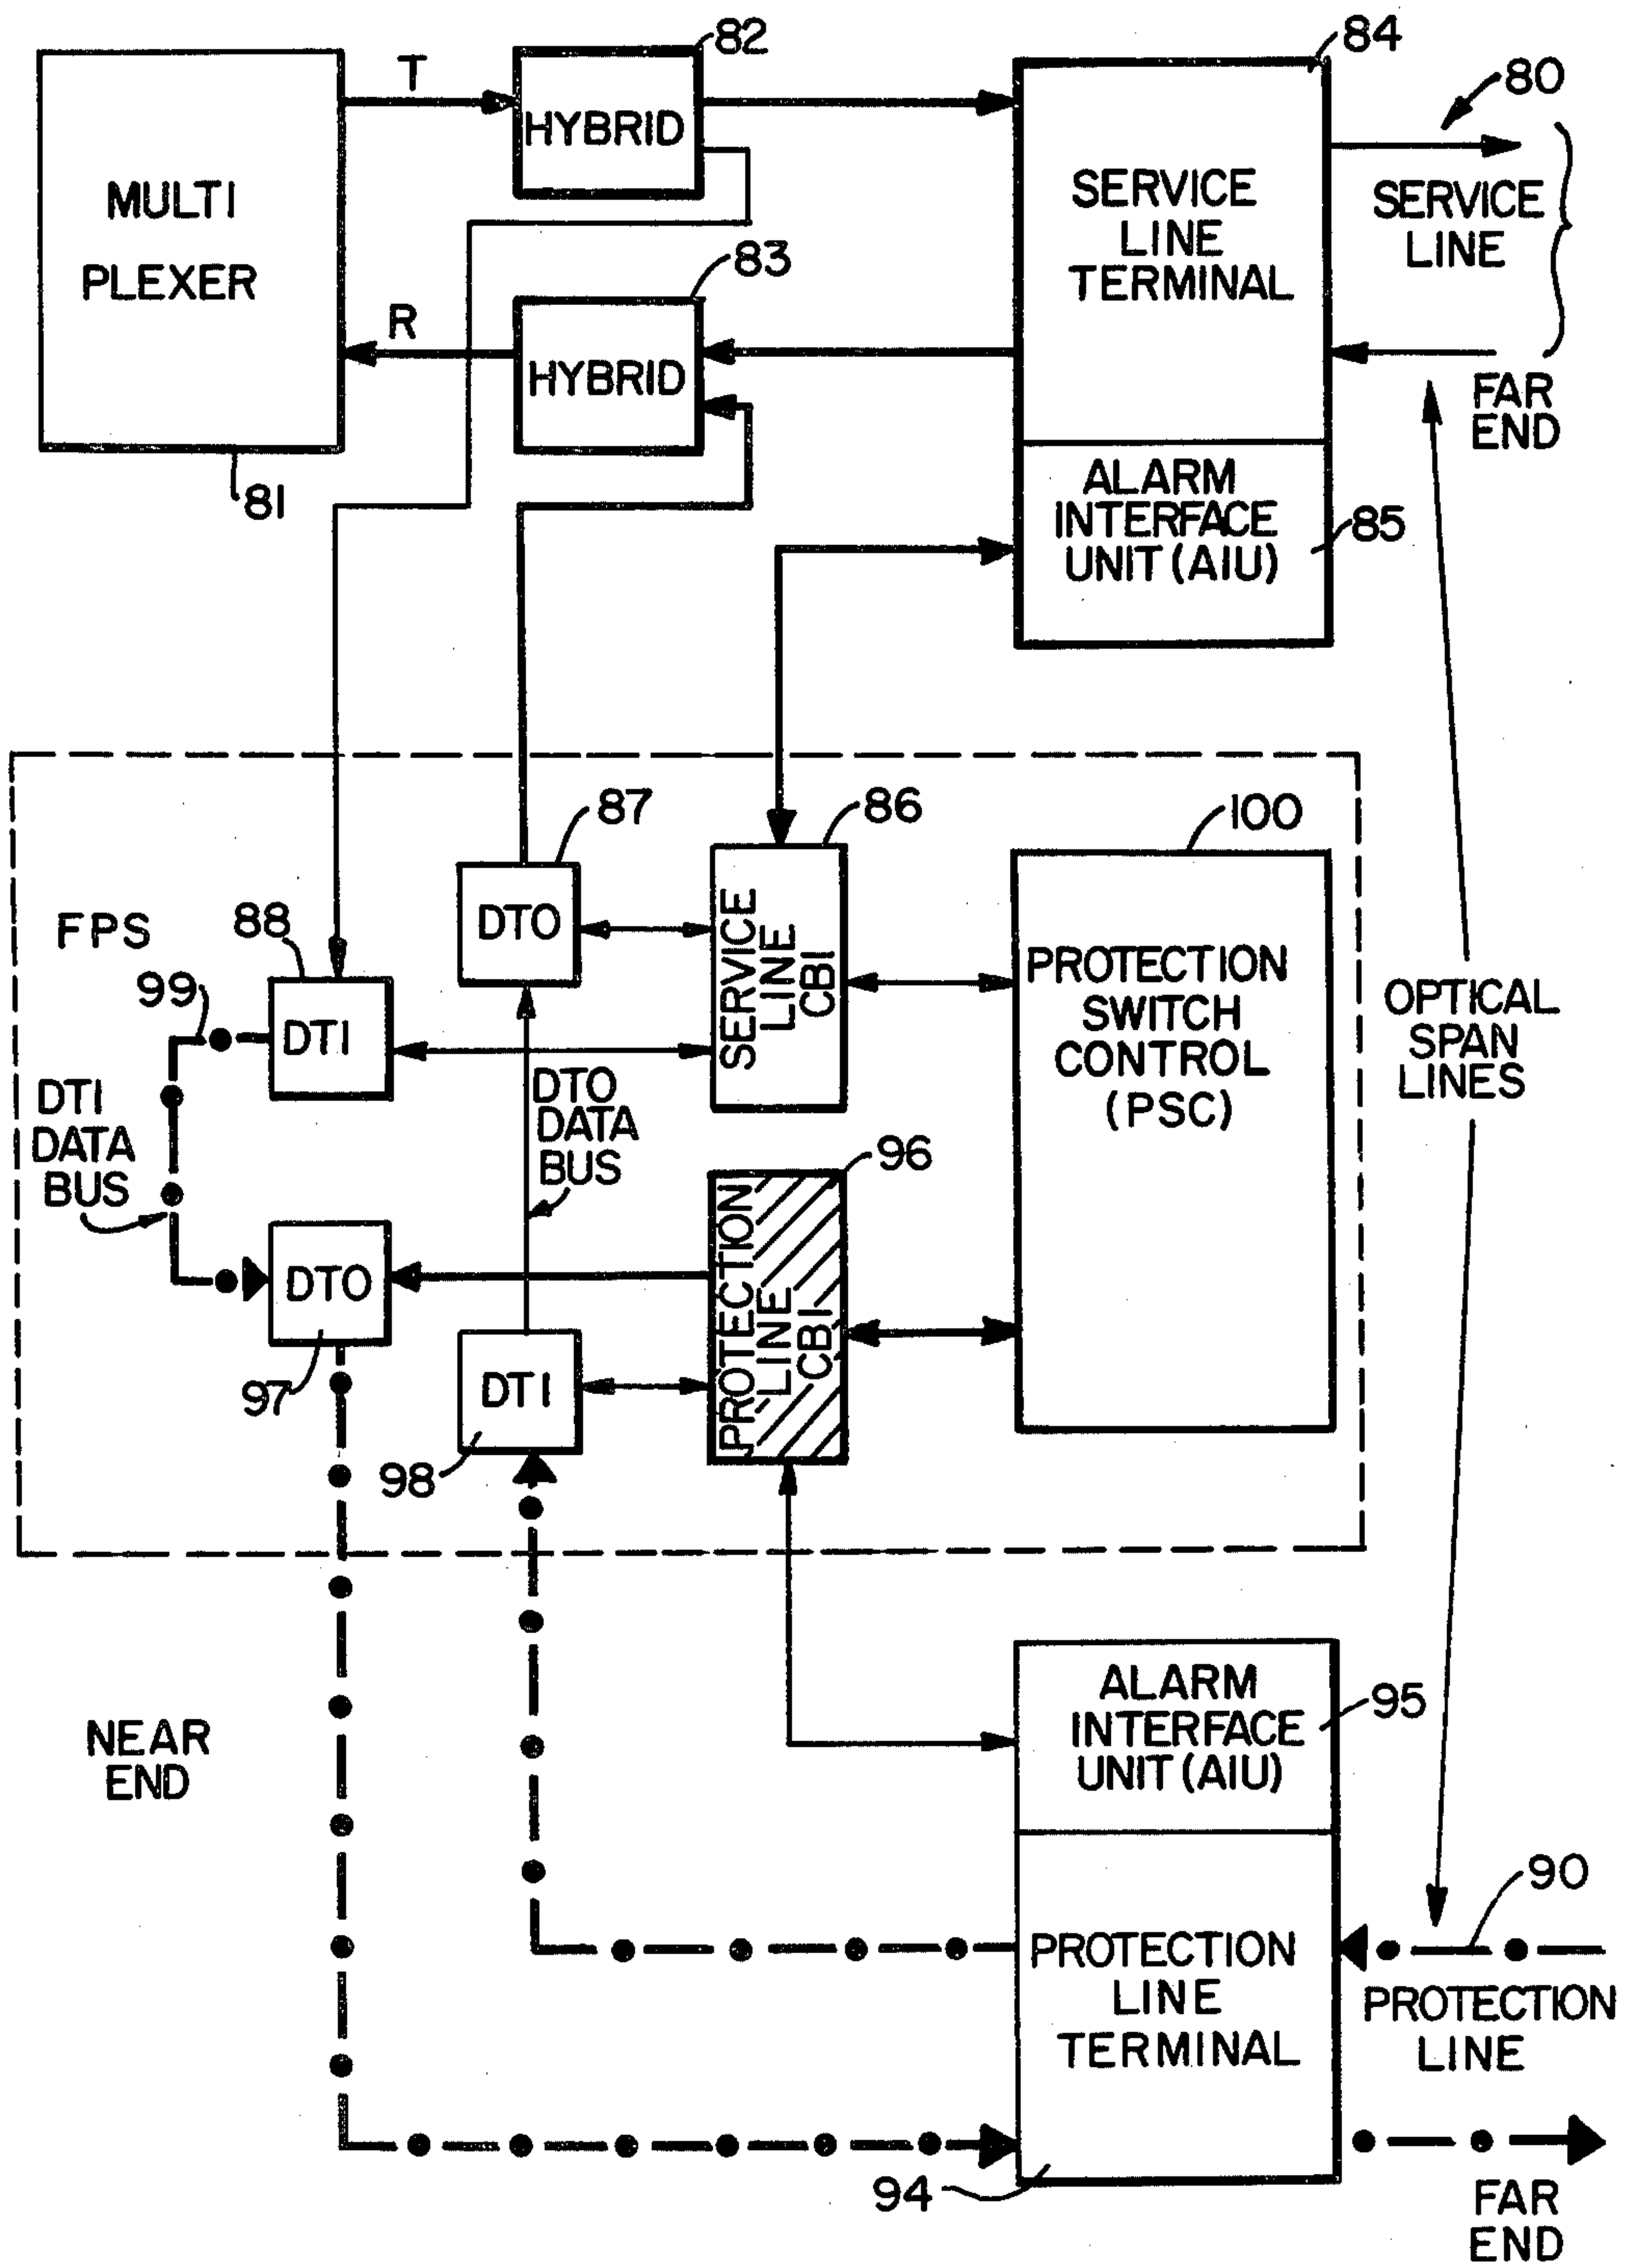 82
84
80
T
HYBRID
MULTI
PLEXER
SERVICE
LINE
TERMINAL
SERVICE
LINE
83
R
HYBRID
FAR
END
81
ALARM
INTERFACE
UNIT (AIU)
85
87
86
100
FPS
88
DTO
SERVICE
LINE
CBI
PROTECTION
SWITCH
CONTROL
(PSC)
99
DTI
OPTICAL
SPAN
LINES
DTI
DATA
BUS
DTO
DATA
BUS
96
DTO
PROTECTION
LINE
CBI
97
DTI
98
ALARM
INTERFACE
UNIT (AIU)
95
NEAR
END
90
PROTECTION
LINE
TERMINAL
PROTECTION
LINE
94
FAR
END